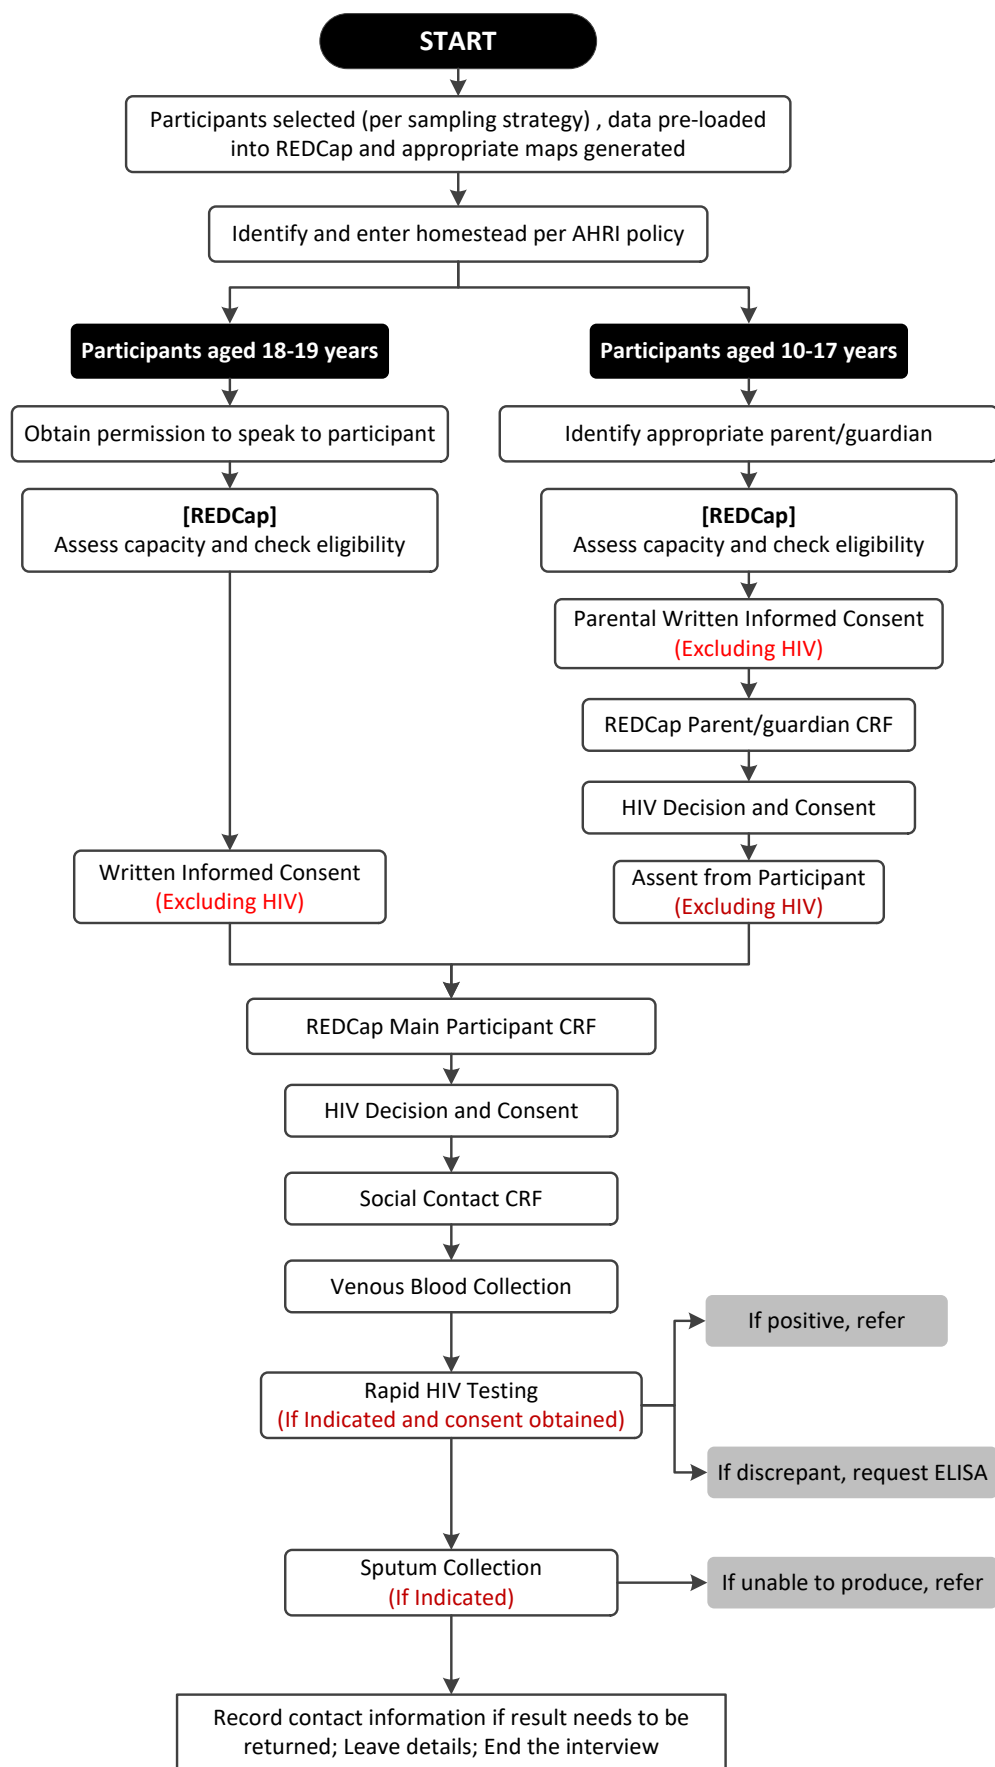 START
Participants selected (per sampling strategy) , data pre-loaded
into REDCap and appropriate maps generated
Identify and enter homestead per AHRI policy
Participants aged 18-19 years
Participants aged 10-17 years
Obtain permission to speak to participant
Identify appropriate parent/guardian
[REDCap]
Assess capacity and check eligibility
[REDCap]
Assess capacity and check eligibility
Parental Written Informed Consent
(Excluding HIV)
REDCap Parent/guardian CRF
HIV Decision and Consent
Written Informed Consent
(Excluding HIV)
Assent from Participant
(Excluding HIV)
REDCap Main Participant CRF
HIV Decision and Consent
Social Contact CRF
Venous Blood Collection
If positive, refer
Rapid HIV Testing
(If Indicated and consent obtained)
If discrepant, request ELISA
Sputum Collection
(If Indicated)
If unable to produce, refer
Record contact information if result needs to be
returned; Leave details; End the interview